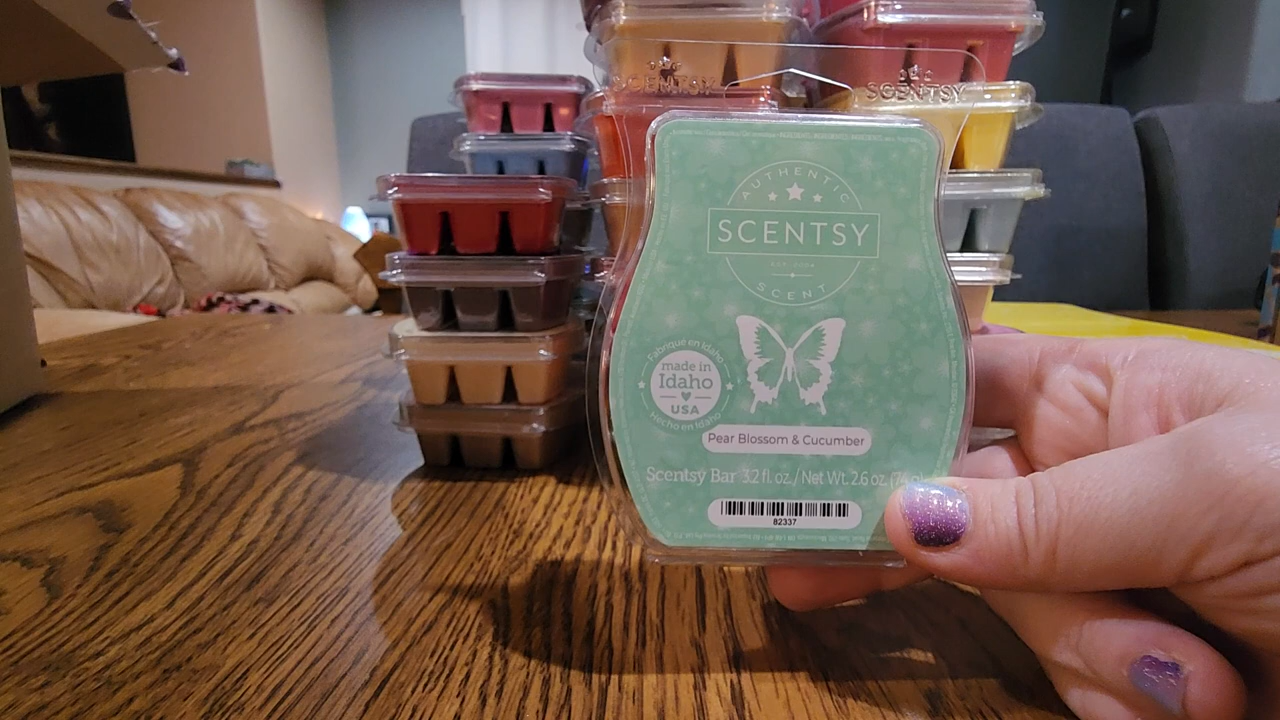 SCENTSY
SCENTSY
AUTHENTIC
SCENTSY
SCENT
Fabriqué en Idaho
made in
Idaho
USA
Hecho en Idaho
Pear Blossom & Cucumber
Scentsy Bar 3.2 fl. oz. / Net Wt. 2.6 oz.
82337